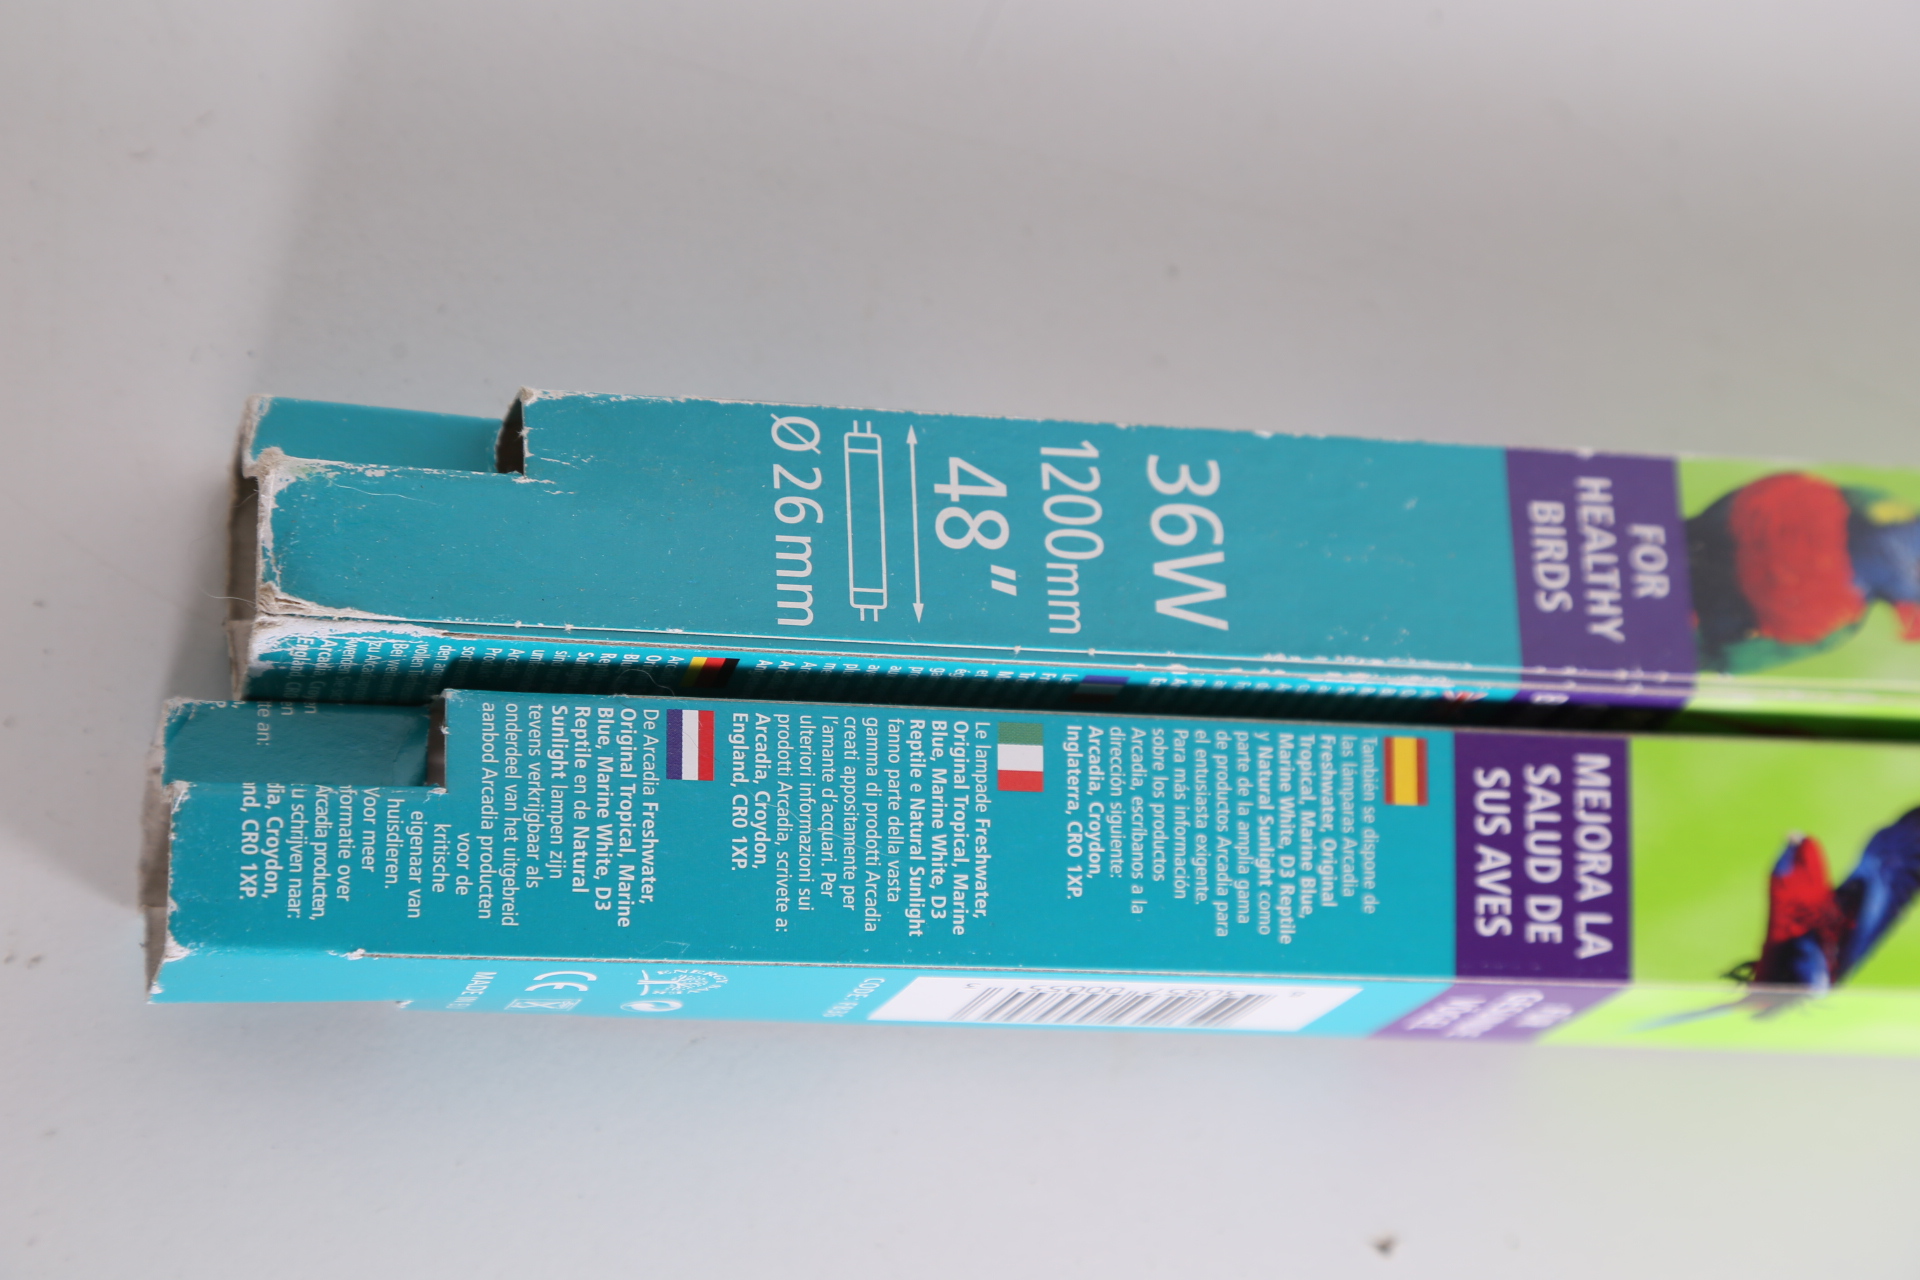 FOR
HEALTHY
BIRDS
36W
1200mm
48"
Ø 26mm
MEJORA LA
SALUD DE
SUS AVES
También se dispone de
las lámparas Arcadia
Freshwater, Original
Tropical, Marine Blue,
Marine White, D3 Reptile
y Natural Sunlight como
parte de la amplia gama
de productos Arcadia para
el entusiasta exigente.
Para más información
sobre los productos
Arcadia, escríbanos a la
dirección siguiente:
Arcadia, Croydon,
Inglaterra, CR0 1XP.
Le lampade Freshwater,
Original Tropical, Marine
Blue, Marine White, D3
Reptile e Natural Sunlight
fanno parte della vasta
gamma di prodotti Arcadia
creati appositamente per
l'amante d'acquari. Per
ulteriori informazioni sui
prodotti Arcadia, scrivete a:
Arcadia, Croydon,
England, CR0 1XP.
De Arcadia Freshwater,
Original Tropical, Marine
Blue, Marine White, D3
Reptile en de Natural
Sunlight lampen zijn
tevens verkrijgbaar als
onderdeel van het uitgebreid
aanbod Arcadia producten
voor de
kritische
eigenaar van
huisdieren.
Voor meer
formatie over
Arcadia producten,
u schrijven naar:
dia, Croydon,
nd, CR0 1XP.
ENERGY
CE
MADE IN